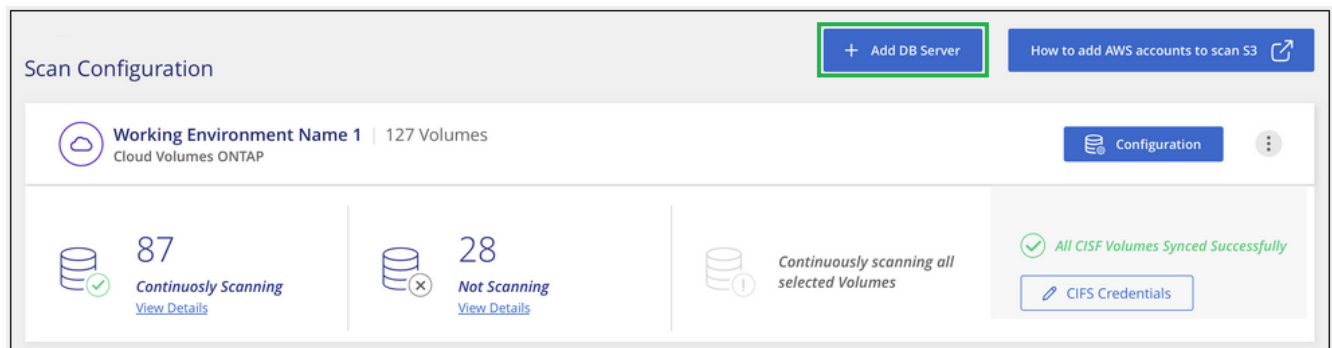 + Add DB Server
How to add AWS accounts to scan S3
Scan Configuration
Working Environment Name 1 | 127 Volumes
Cloud Volumes ONTAP
Configuration
87
Continuosly Scanning
View Details
28
Not Scanning
View Details
Continuously scanning all
selected Volumes
All CISF Volumes Synced Successfully
CIFS Credentials